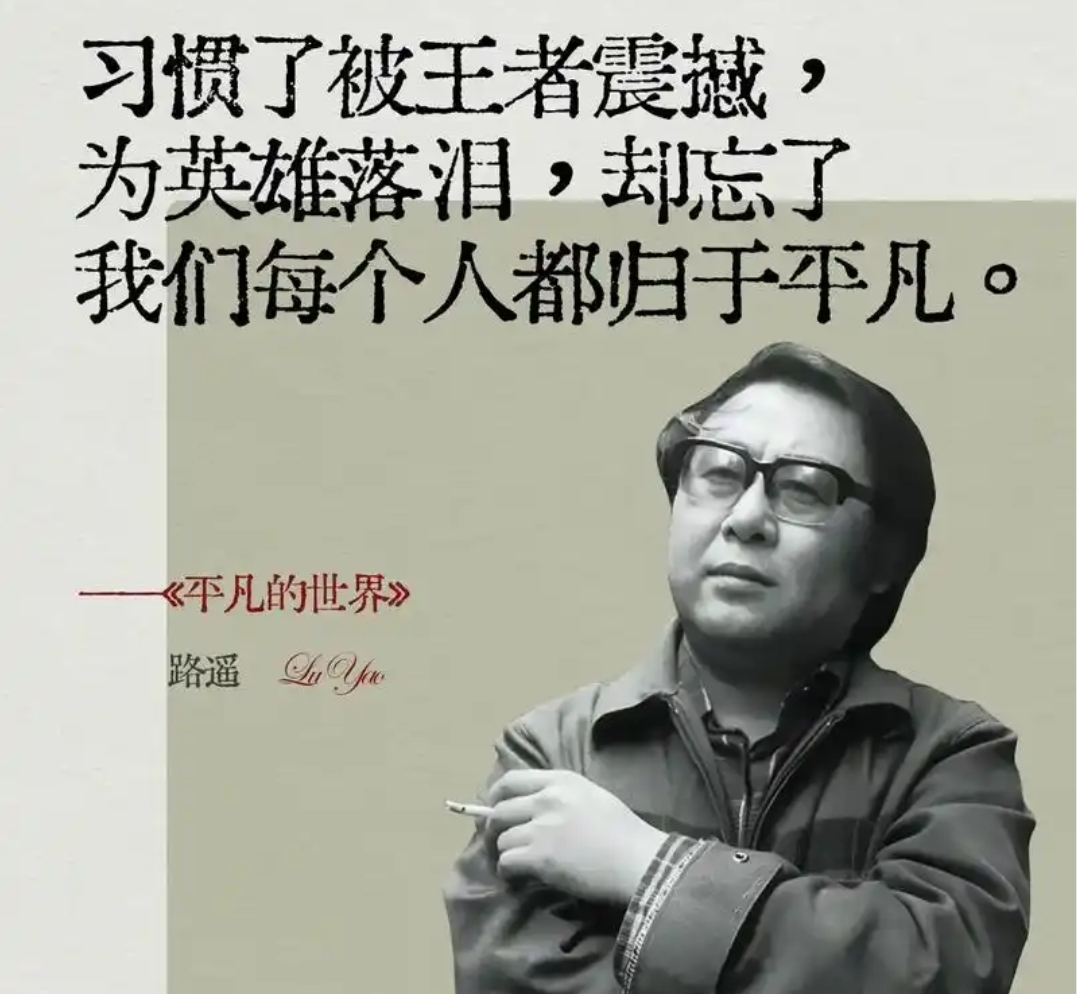 习惯了被王者震撼，
为英雄落泪，却忘了
我们每个人都归于平凡。
——《平凡的世界》
路遥 Lu Yao